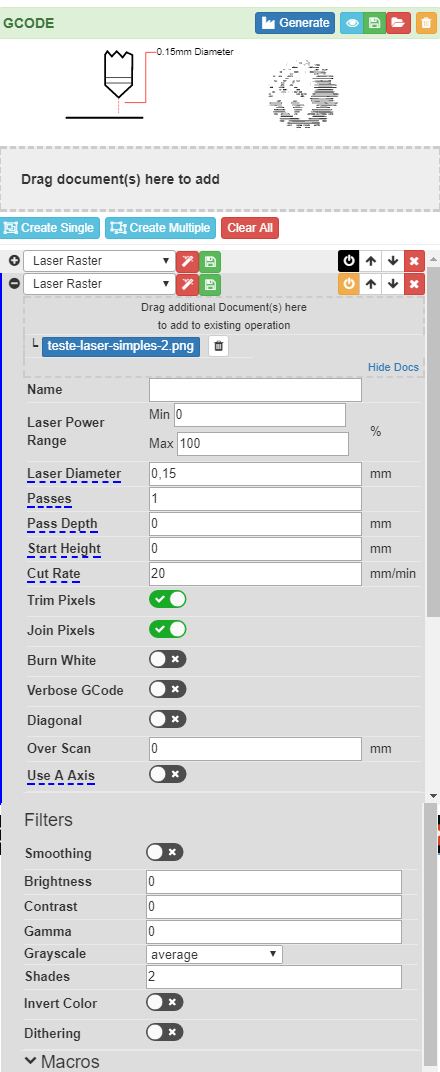 GCODE
Generate
0.15mm Diameter
Drag document(s) here to add
Create Single
Create Multiple
Clear All
Laser Raster
Laser Raster
Drag additional Document(s) here
to add to existing operation
teste-laser-simples-2.png
Hide Docs
Name
Laser Power Range
Min 0
Max 100
%
Laser Diameter 0,15 mm
Passes 1
Pass Depth 0 mm
Start Height 0 mm
Cut Rate 20 mm/min
Trim Pixels
Join Pixels
Burn White
Verbose GCode
Diagonal
Over Scan 0 mm
Use A Axis
Filters
Smoothing
Brightness 0
Contrast 0
Gamma 0
Grayscale average
Shades 2
Invert Color
Dithering
Macros